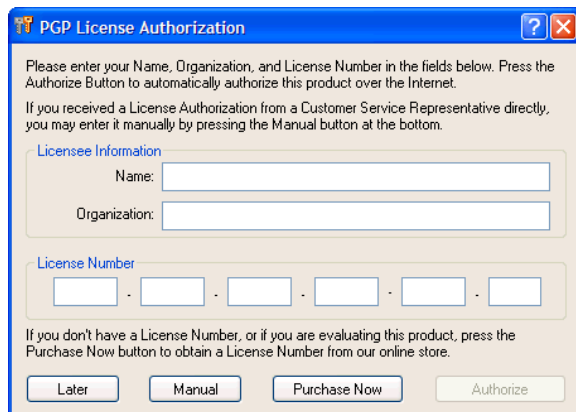 PGP License Authorization
Please enter your Name, Organization, and License Number in the fields below. Press the
Authorize Button to automatically authorize this product over the Internet.
If you received a License Authorization from a Customer Service Representative directly,
you may enter it manually by pressing the Manual button at the bottom.
Licensee Information
Name:
Organization:
License Number
- - - - -
If you don't have a License Number, or if you are evaluating this product, press the
Purchase Now button to obtain a License Number from our online store.
Later Manual Purchase Now Authorize